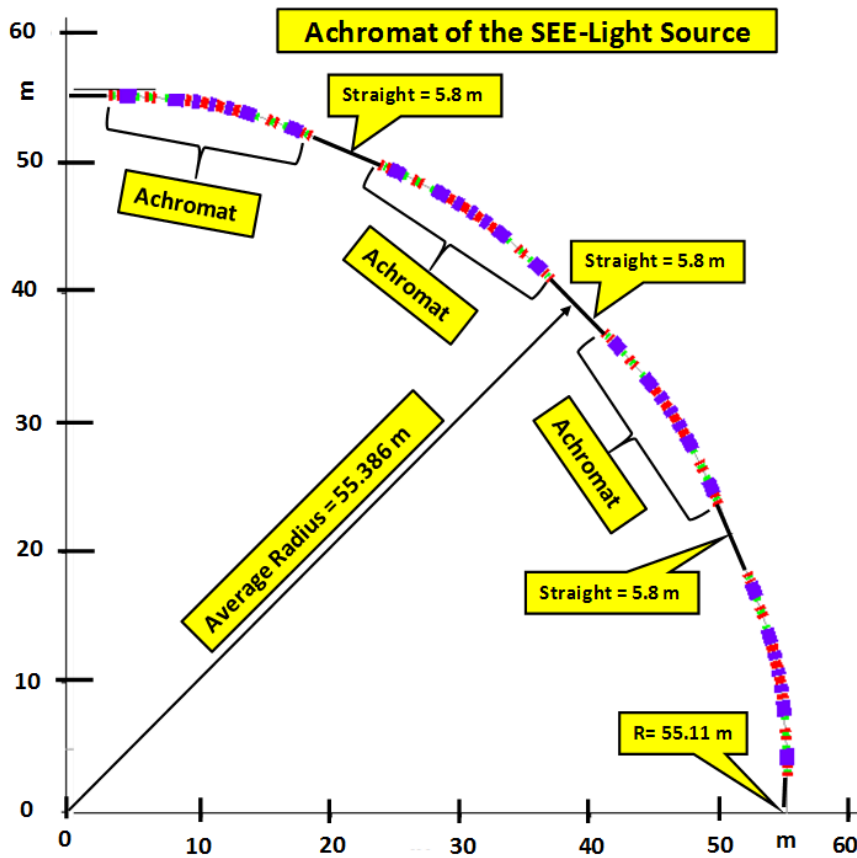 Achromat of the SEE-Light Source
60
m
Straight = 5.8 m
50
Achromat
Achromat
Straight = 5.8 m
40
30
Achromat
Average Radius = 55.386 m
20
Straight = 5.8 m
10
R= 55.11 m
0
0
10
20
30
40
50
m
60